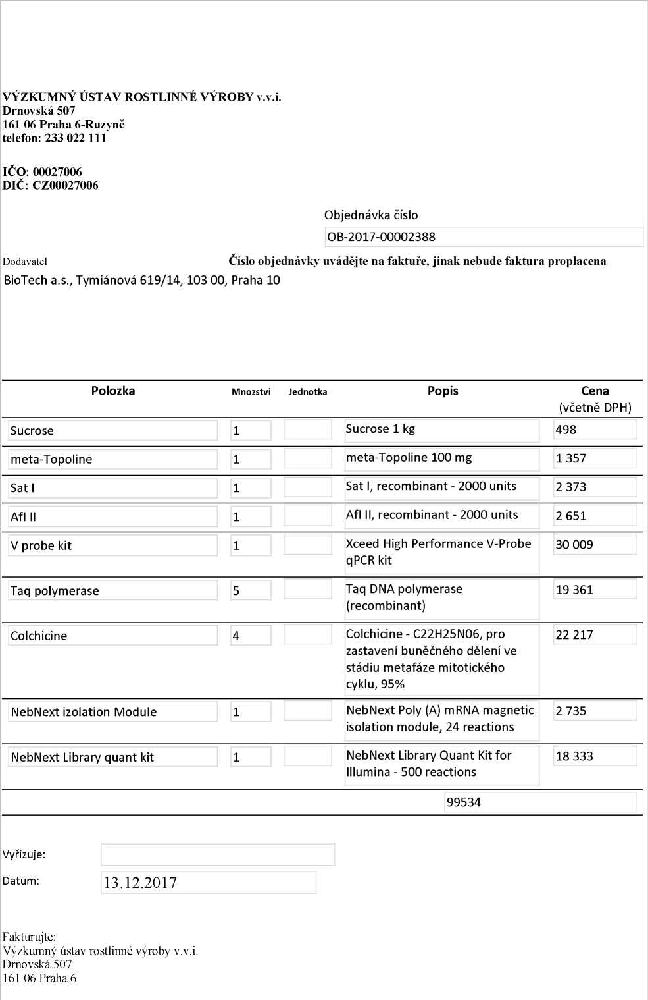 VÝZKUMNÝ ÚSTAV ROSTLINNÉ VÝROBY v.v.i.
Drnovská 507
161 06 Praha 6-Ruzyně
telefon: 233 022 111
IČO: 00027006
DIČ: CZ00027006
Objednávka číslo
OB-2017-00002388
Dodavatel
Číslo objednávky uvádějte na faktuře, jinak nebude faktura proplacena
BioTech a.s., Tymiánová 619/14, 103 00, Praha 10
Polozka Mnozstvi Jednotka Popis Cena
(včetně DPH)
Sucrose 1 Sucrose 1 kg 498
meta-Topoline 1 meta-Topoline 100 mg 1 357
Sat I 1 Sat I, recombinant - 2000 units 2 373
Afl II 1 Afl II, recombinant - 2000 units 2 651
V probe kit 1 Xceed High Performance V-Probe 30 009
qPCR kit
Taq polymerase 5 Taq DNA polymerase 19 361
(recombinant)
Colchicine 4 Colchicine - C22H25N06, pro 22 217
zastavení buněčného dělení ve
stádiu metafáze mitotického
cyklu, 95%
NebNext izolation Module 1 NebNext Poly (A) mRNA magnetic 2 735
isolation module, 24 reactions
NebNext Library quant kit 1 NebNext Library Quant Kit for 18 333
Illumina - 500 reactions
99534
Vyřizuje:
Datum: 13.12.2017
Fakturujte:
Výzkumný ústav rostlinné výroby v.v.i.
Drnovská 507
161 06 Praha 6